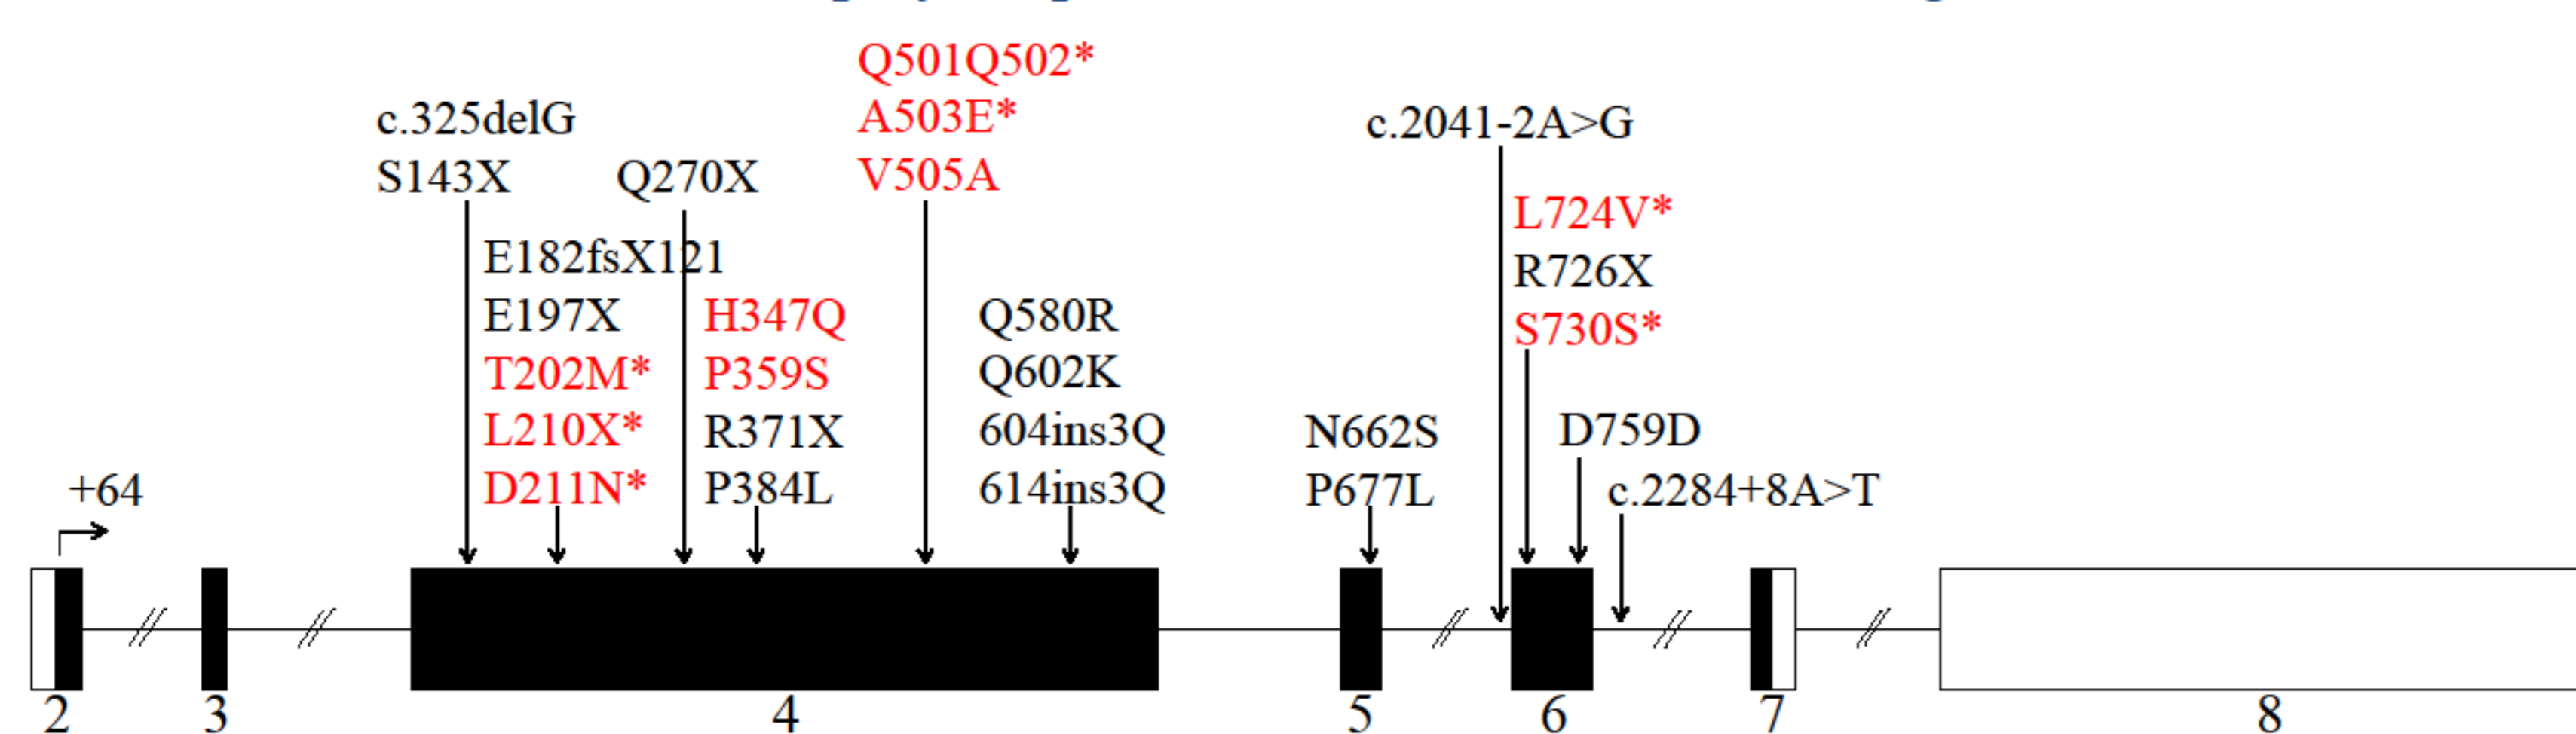 Q501Q502*
A503E*
V505A
c.325delG
S143X
Q270X
c.2041-2A>G
E182fsX121
E197X
T202M*
L210X*
D211N*
H347Q
P359S
R371X
P384L
Q580R
Q602K
604ins3Q
614ins3Q
L724V*
R726X
S730S*
N662S
P677L
D759D
c.2284+8A>T
+64
2
3
4
5
6
7
8